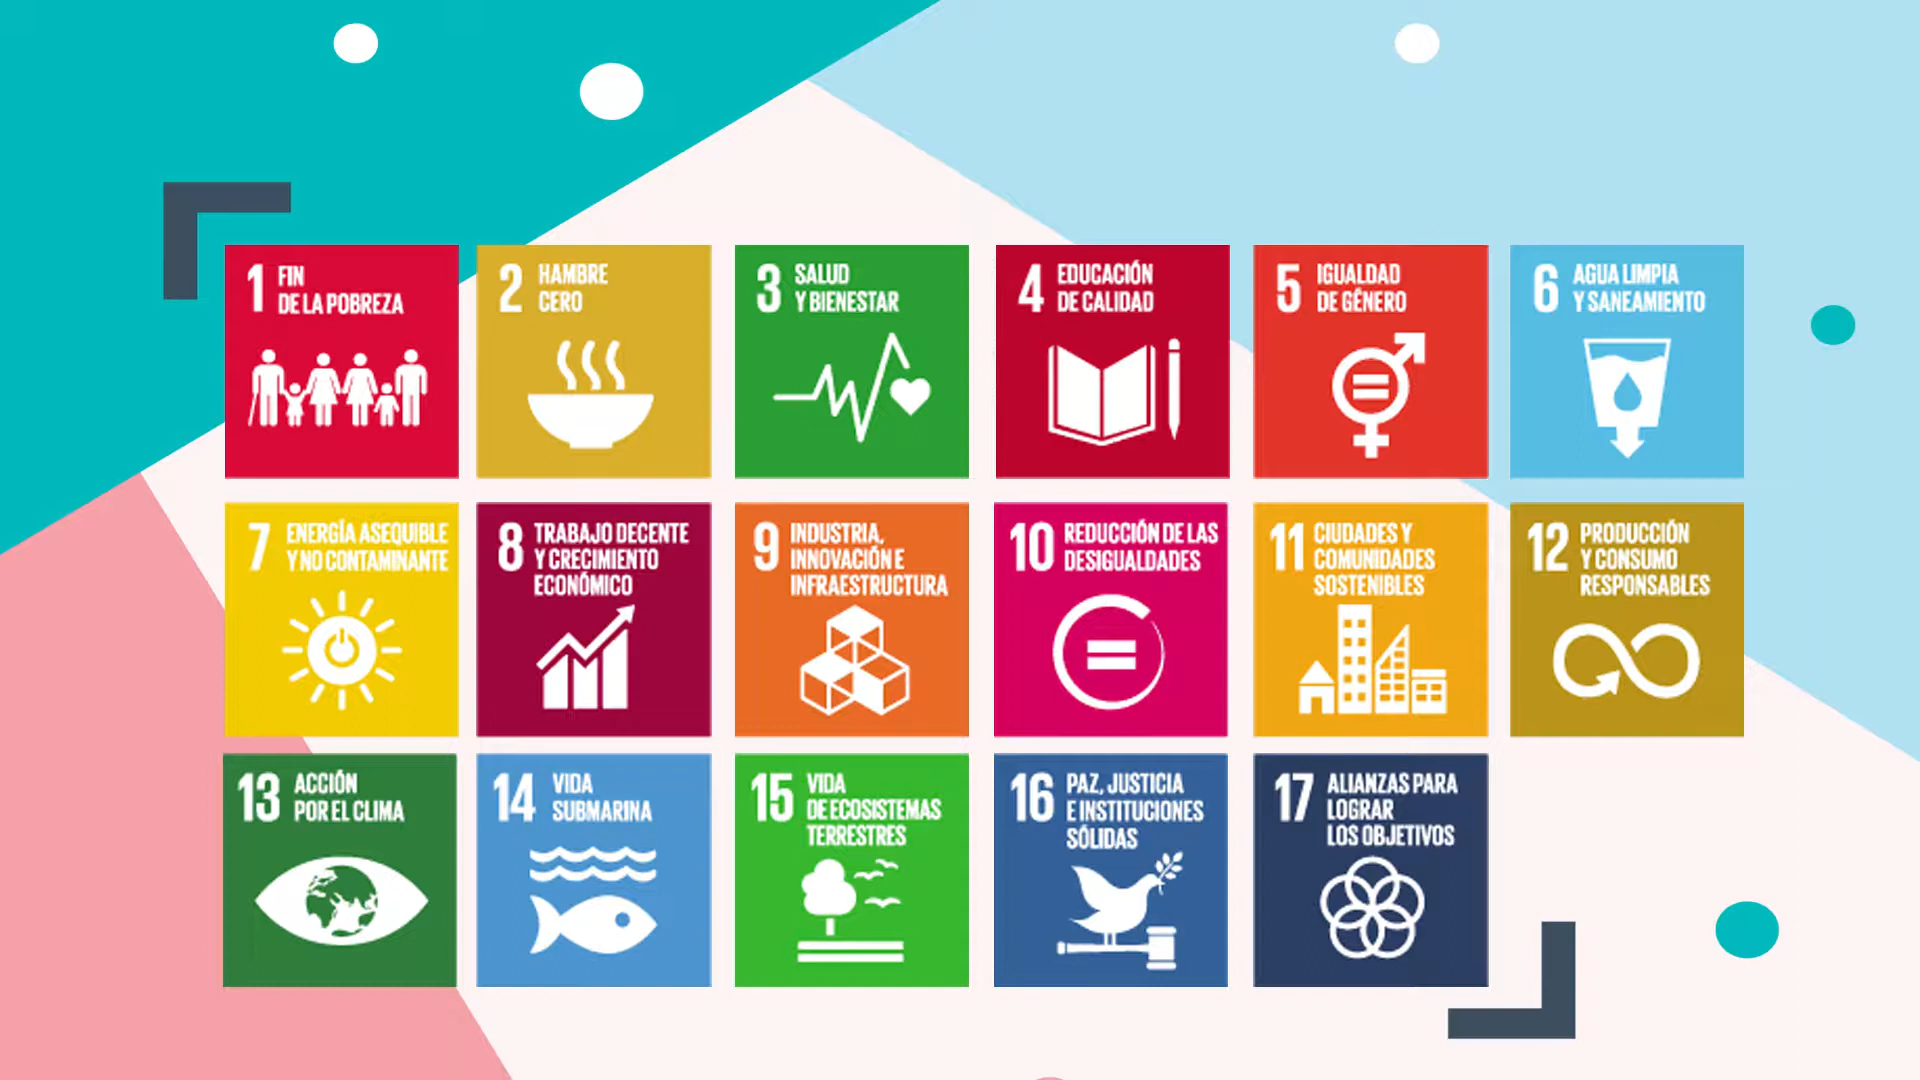 1 FIN
DE LA POBREZA
2 HAMBRE
CERO
3 SALUD
Y BIENESTAR
4 EDUCACIÓN
DE CALIDAD
5 IGUALDAD
DE GÉNERO
6 AGUA LIMPIA
Y SANEAMIENTO
7 ENERGÍA ASEQUIBLE
Y NO CONTAMINANTE
8 TRABAJO DECENTE
Y CRECIMIENTO
ECONÓMICO
9 INDUSTRIA,
INNOVACIÓN E
INFRAESTRUCTURA
10 REDUCCIÓN DE LAS
DESIGUALDADES
11 CIUDADES Y
COMUNIDADES
SOSTENIBLES
12 PRODUCCIÓN
Y CONSUMO
RESPONSABLES
13 ACCIÓN
POR EL CLIMA
14 VIDA
SUBMARINA
15 VIDA
DE ECOSISTEMAS
TERRESTRES
16 PAZ, JUSTICIA
E INSTITUCIONES
SÓLIDAS
17 ALIANZAS PARA
LOGRAR
LOS OBJETIVOS